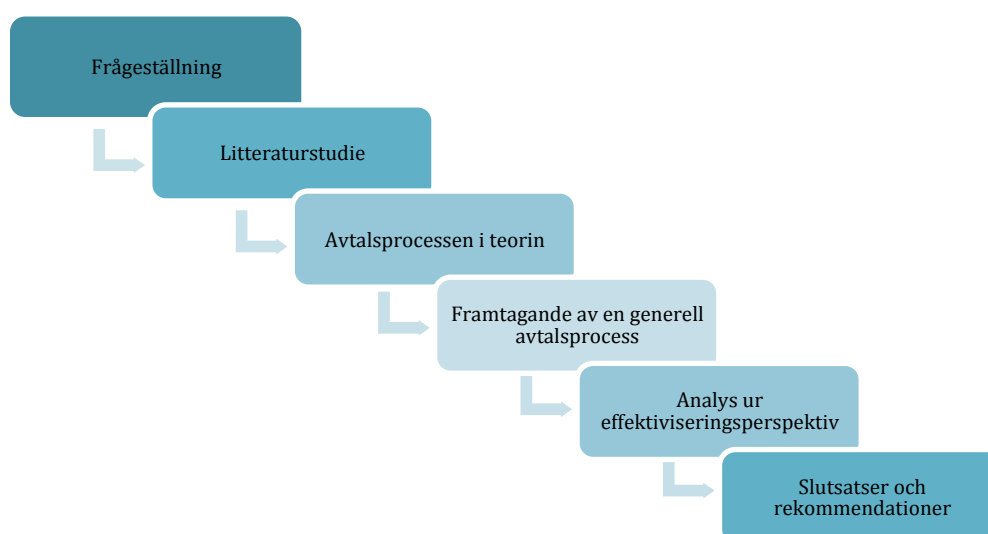 Frågeställning
Litteraturstudie
Avtalsprocessen i teorin
Framtagande av en generell
avtalsprocess
Analys ur
effektiviseringsperspektiv
Slutsatser och
rekommendationer